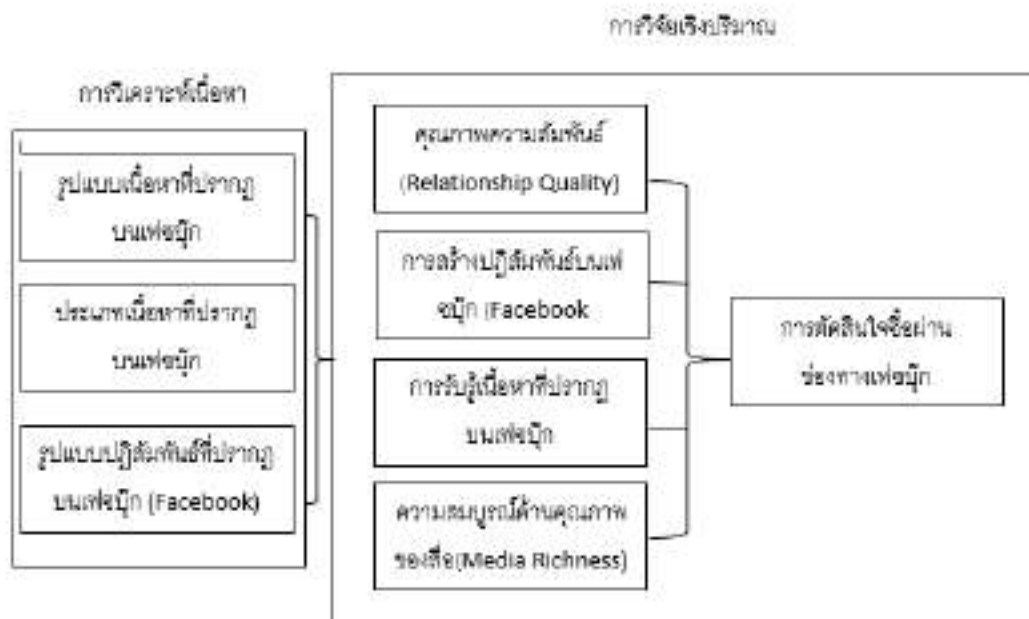 การวิจัยเชิงปริมาณ
การวิเคราะห์เนื้อหา
รูปแบบเนื้อหาที่ปรากฏ
บนเฟซบุ๊ก
ประเภทเนื้อหาที่ปรากฏ
บนเฟซบุ๊ก
รูปแบบปฏิสัมพันธ์ที่ปรากฏ
บนเฟซบุ๊ก (Facebook)
คุณภาพความสัมพันธ์
(Relationship Quality)
การสร้างปฏิสัมพันธ์บนเฟ
ซบุ๊ก (Facebook
การรับรู้เนื้อหาที่ปรากฏ
บนเฟซบุ๊ก
ความสมบูรณ์ด้านคุณภาพ
ของสื่อ(Media Richness)
การตัดสินใจซื้อผ่าน
ช่องทางเฟซบุ๊ก